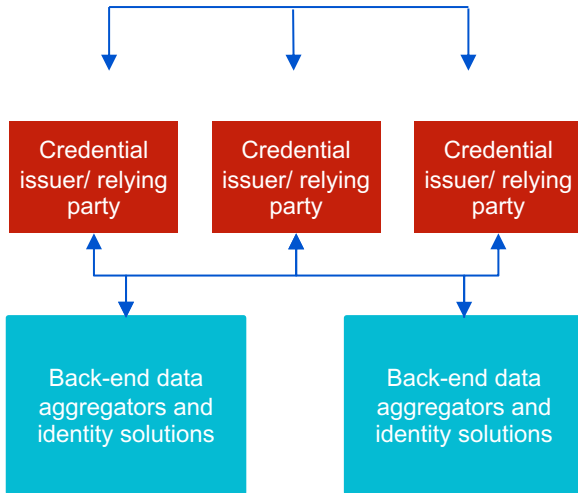 Credential
issuer/ relying
party
Credential
issuer/ relying
party
Credential
issuer/ relying
party
Back-end data
aggregators and
identity solutions
Back-end data
aggregators and
identity solutions